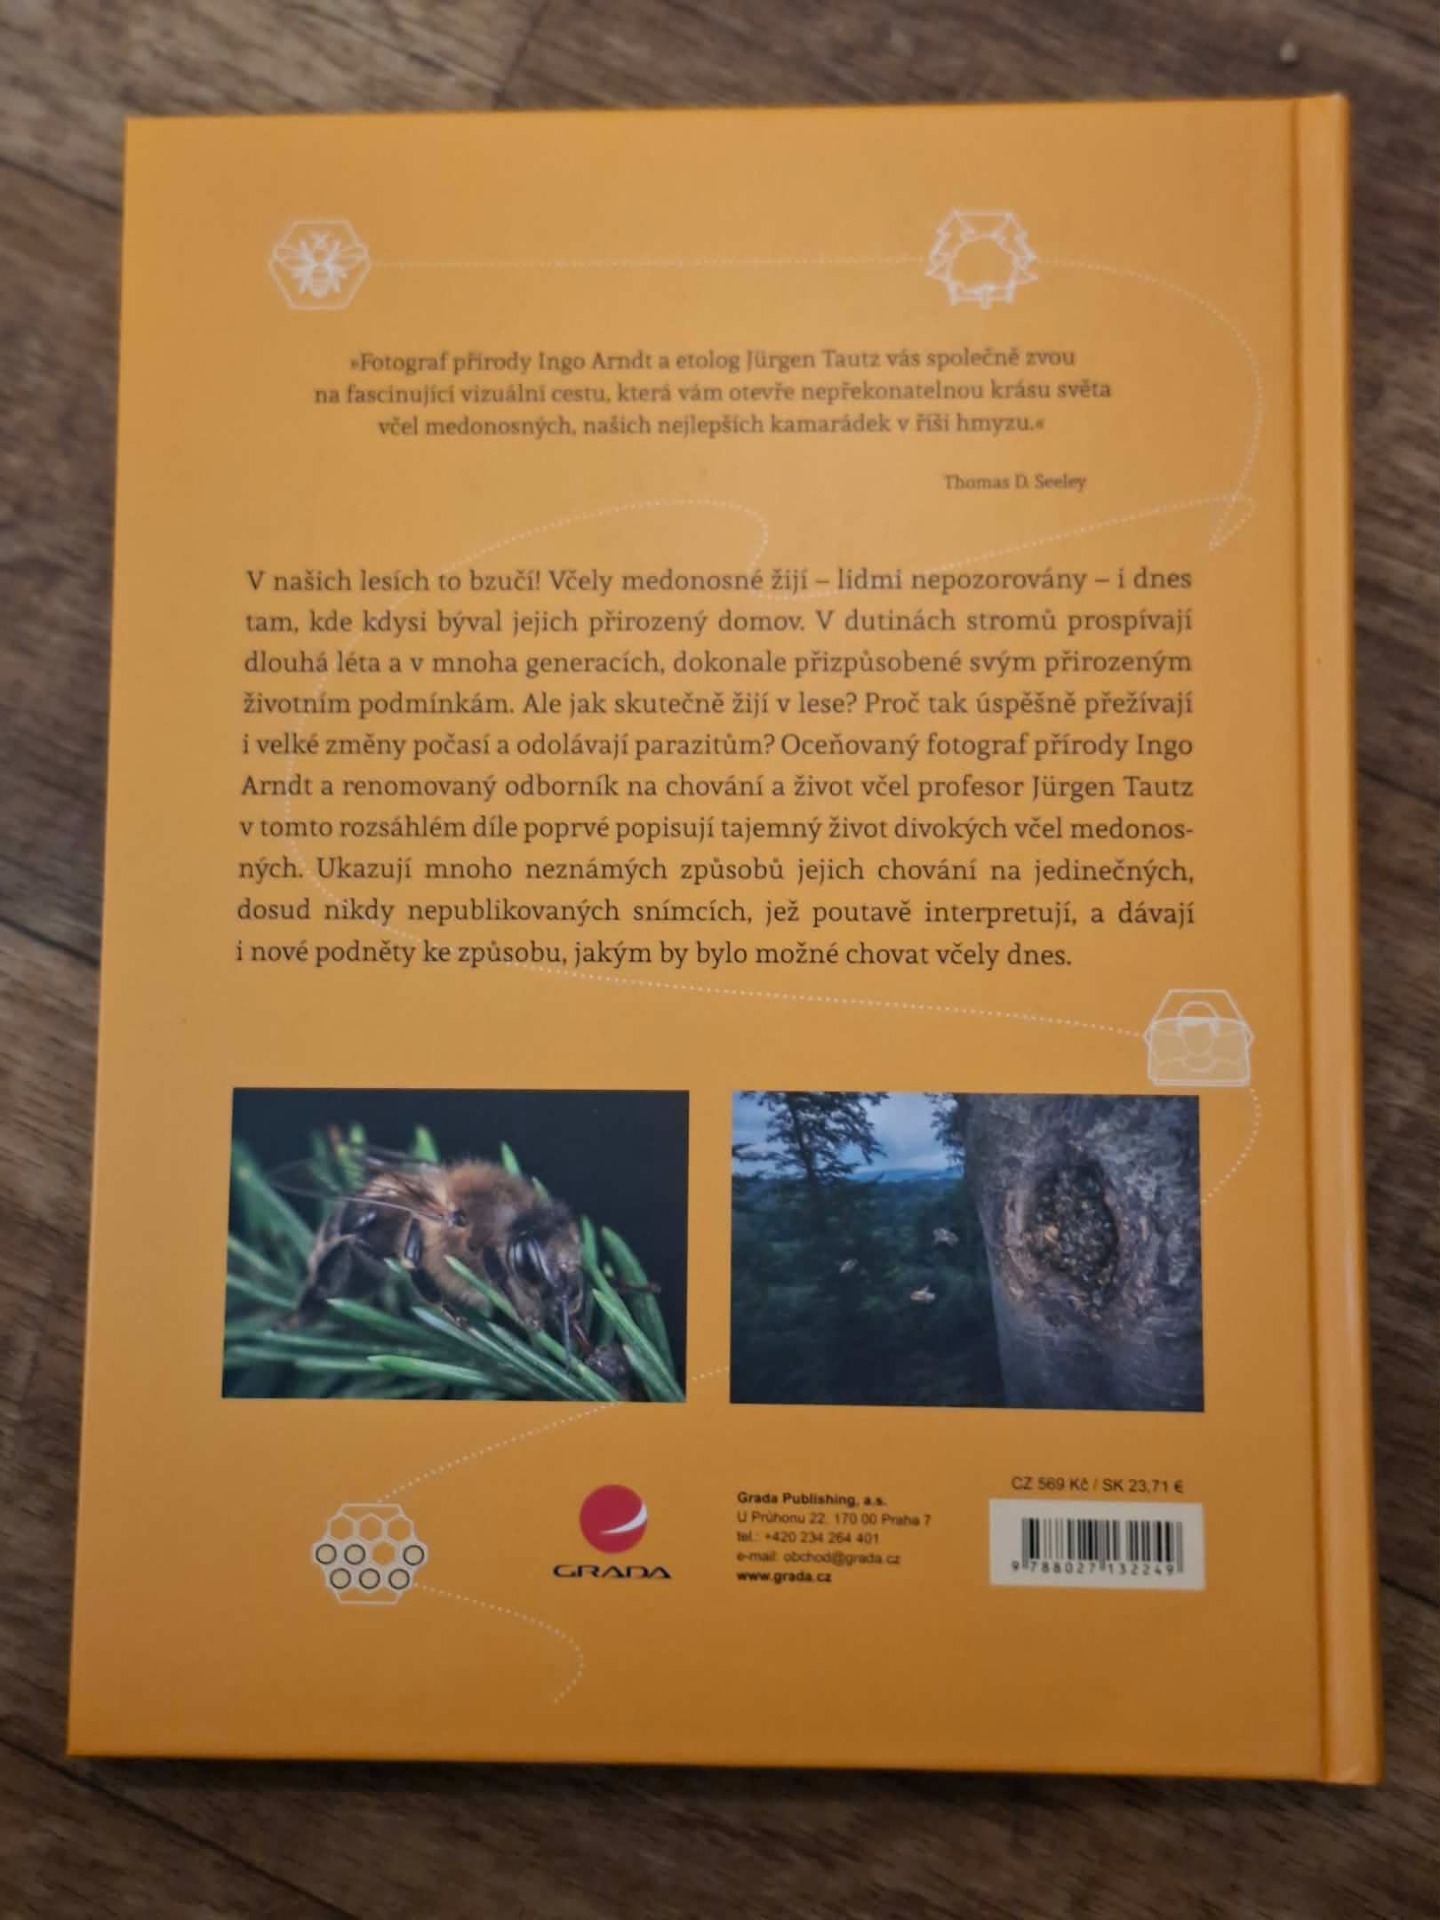 »Fotograf přírody Ingo Arndt a etolog Jürgen Tautz vás společně zvou
na fascinující vizuální cestu, která vám otevře nepřekonatelnou krásu světa
včel medonosných, našich nejlepších kamarádek v říši hmyzu.«
Thomas D. Seeley
V našich lesích to bzučí! Včely medonosné žijí – lidmi nepozorovány – i dnes
tam, kde kdysi býval jejich přirozený domov. V dutinách stromů prospívají
dlouhá léta a v mnoha generacích, dokonale přizpůsobené svým přirozeným
životním podmínkám. Ale jak skutečně žijí v lese? Proč tak úspěšně přežívají
i velké změny počasí a odolávají parazitům? Oceňovaný fotograf přírody Ingo
Arndt a renomovaný odborník na chování a život včel profesor Jürgen Tautz
v tomto rozsáhlém díle poprvé popisují tajemný život divokých včel medonos-
ných. Ukazují mnoho neznámých způsobů jejich chování na jedinečných,
dosud nikdy nepublikovaných snímcích, jež poutavě interpretují, a dávají
i nové podněty ke způsobu, jakým by bylo možné chovat včely dnes.
GRADA
Grada Publishing, a.s.
U Průhonu 22, 170 00 Praha 7
tel.: +420 234 264 401
e-mail: obchod@grada.cz
www.grada.cz
CZ 569 Kč / SK 23,71 €
9 788027 132249